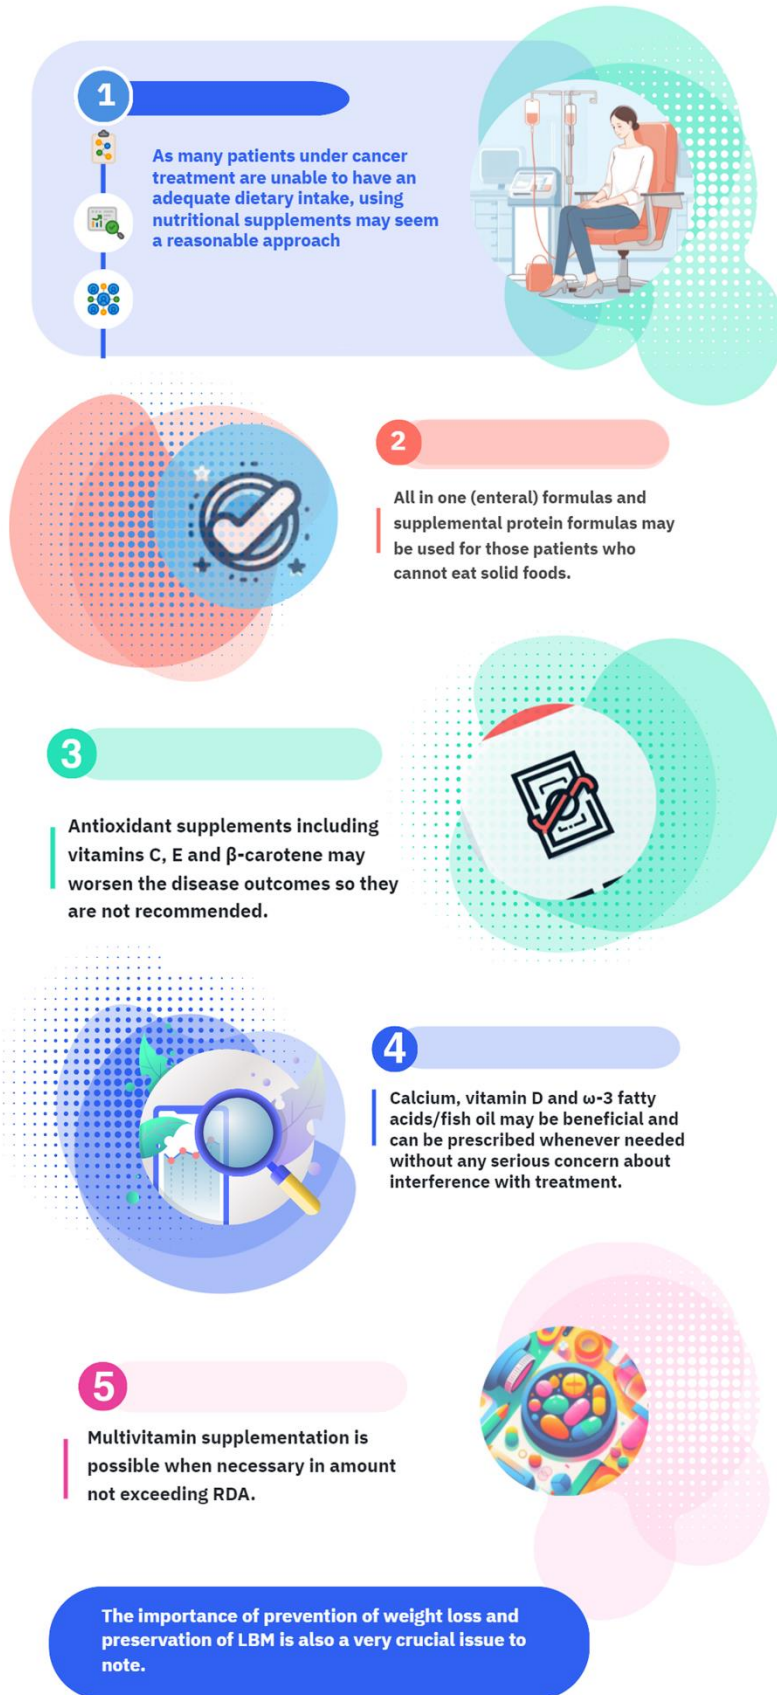 1
As many patients under cancer
treatment are unable to have an
adequate dietary intake, using
nutritional supplements may seem
a reasonable approach
2
All in one (enteral) formulas and
supplemental protein formulas may
be used for those patients who
cannot eat solid foods.
3
Antioxidant supplements including
vitamins C, E and β-carotene may
worsen the disease outcomes so they
are not recommended.
4
Calcium, vitamin D and ω-3 fatty
acids/fish oil may be beneficial and
can be prescribed whenever needed
without any serious concern about
interference with treatment.
5
Multivitamin supplementation is
possible when necessary in amount
not exceeding RDA.
The importance of prevention of weight loss and
preservation of LBM is also a very crucial issue to
note.